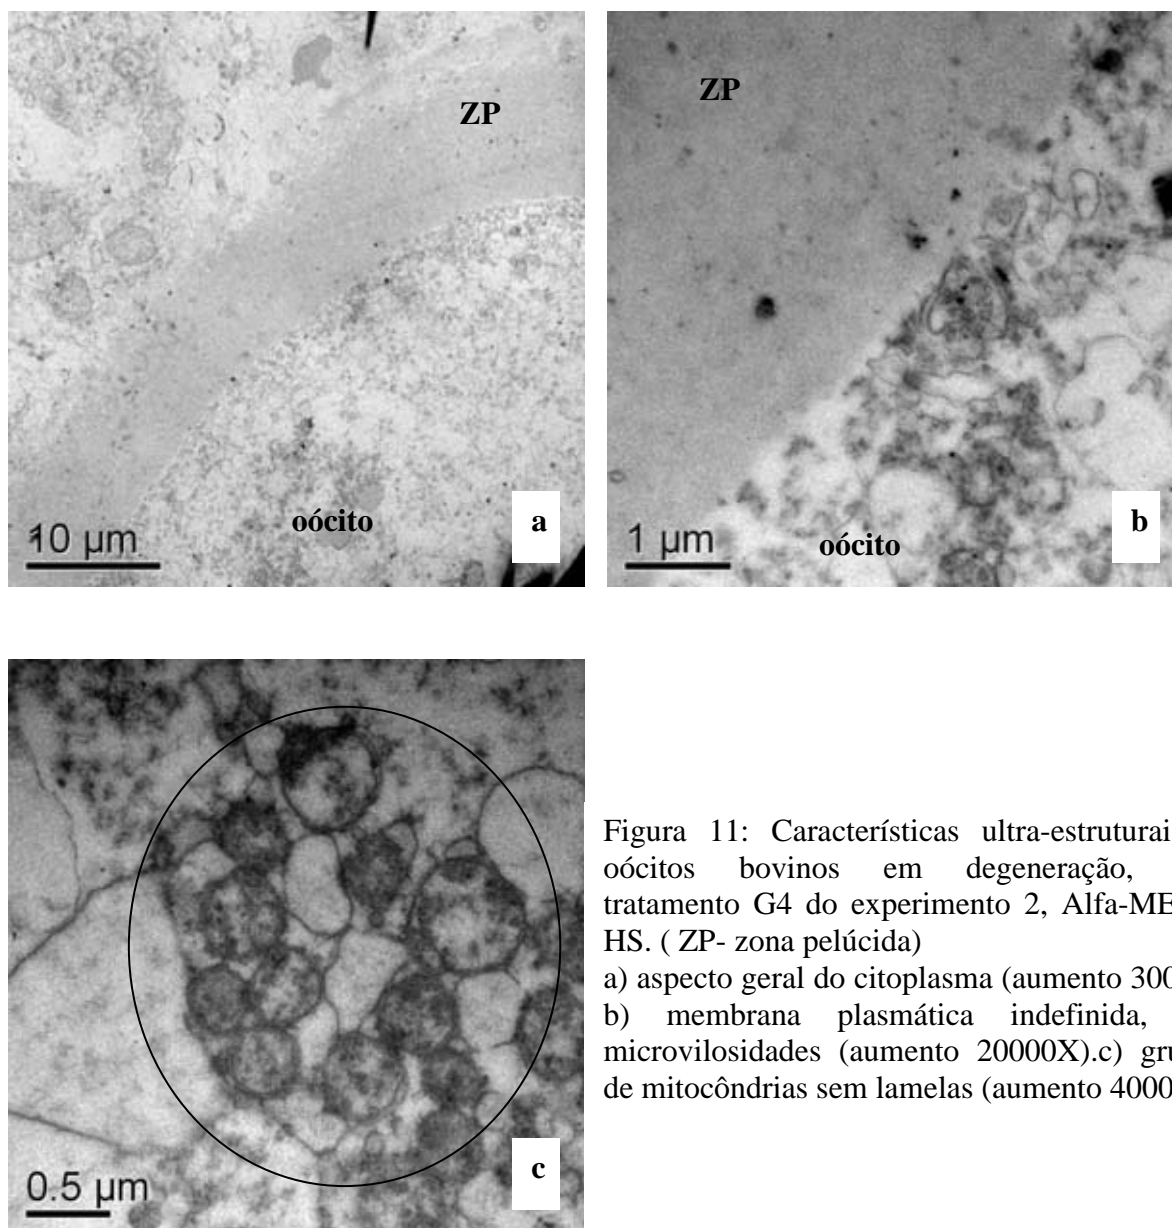 ZP
oócito
10 µm
a
ZP
oócito
1 µm
b
0.5 µm
c
Figura 11: Características ultra-estruturai
oócitos bovinos em degeneração,
tratamento G4 do experimento 2, Alfa-ME
HS. ( ZP- zona pelúcida)
a) aspecto geral do citoplasma (aumento 300
b) membrana plasmática indefinida,
microvilosidades (aumento 20000X).c) gru
de mitocôndrias sem lamelas (aumento 4000